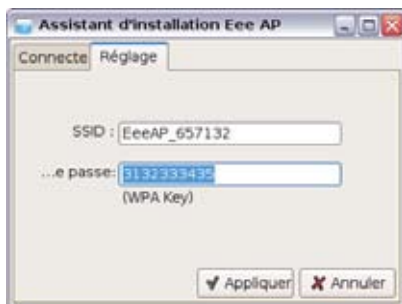 Assistant d'installation Eee AP
Connecte Réglage
SSID : EeeAP_657132
...e passe: 3132333435
(WPA Key)
Appliquer Annuler